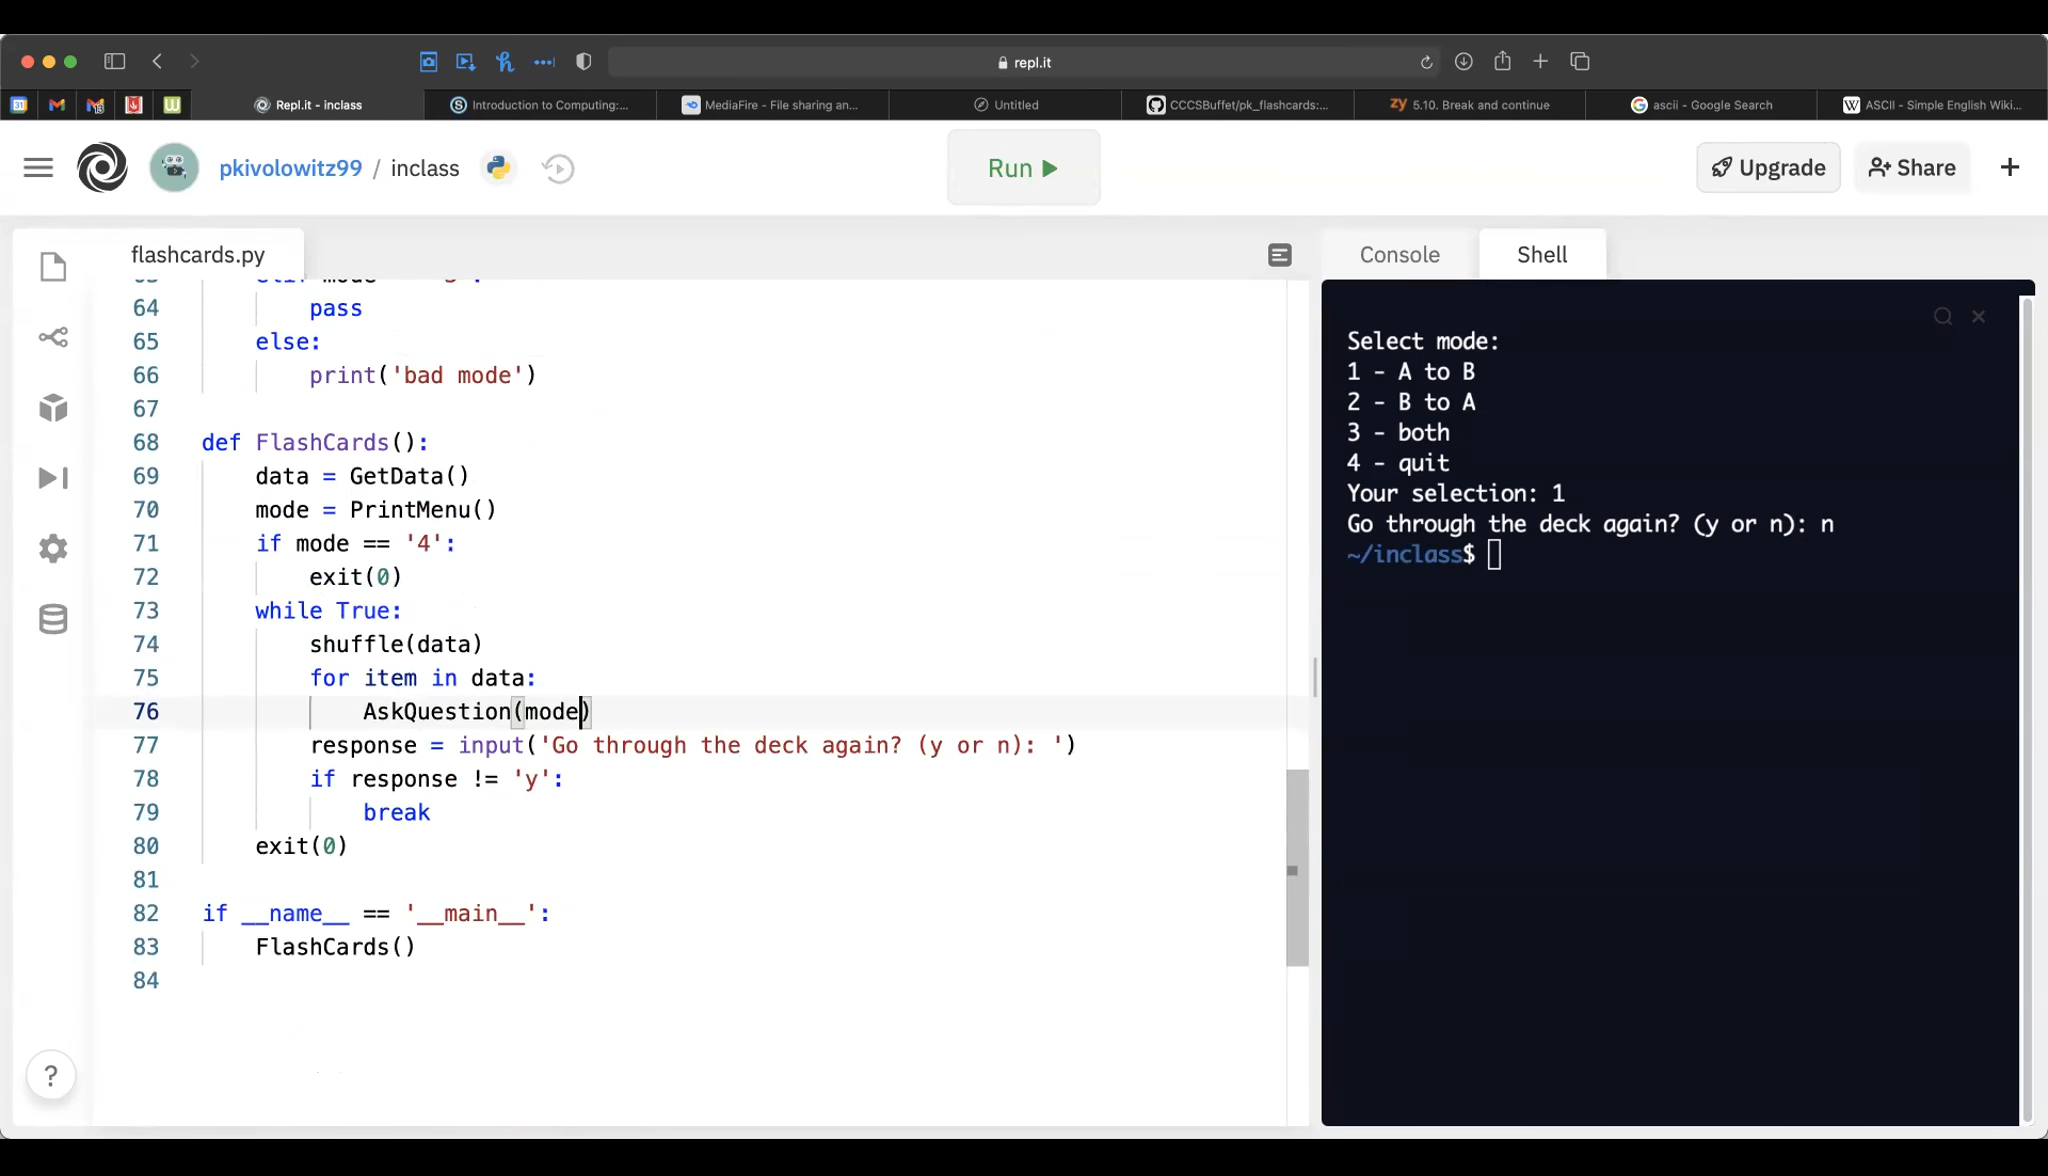 repl.it
31
Repl.it - inclass
Introduction to Computing:...
MediaFire - File sharing an...
Untitled
CCCSBuffet/pk_flashcards:...
zy 5.10. Break and continue
ascii - Google Search
W ASCII - Simple English Wiki...
pkivolowitz99 / inclass
Run
Upgrade
Share
flashcards.py
64 pass
65 else:
66 print('bad mode')
67
68 def FlashCards():
69 data = GetData()
70 mode = PrintMenu()
71 if mode == '4':
72 exit(0)
73 while True:
74 shuffle(data)
75 for item in data:
76 AskQuestion(mode)
77 response = input('Go through the deck again? (y or n): ')
78 if response != 'y':
79 break
80 exit(0)
81
82 if __name__ == '__main__':
83 FlashCards()
84
?
Console
Shell
Select mode:
1 - A to B
2 - B to A
3 - both
4 - quit
Your selection: 1
Go through the deck again? (y or n): n
~/inclass$